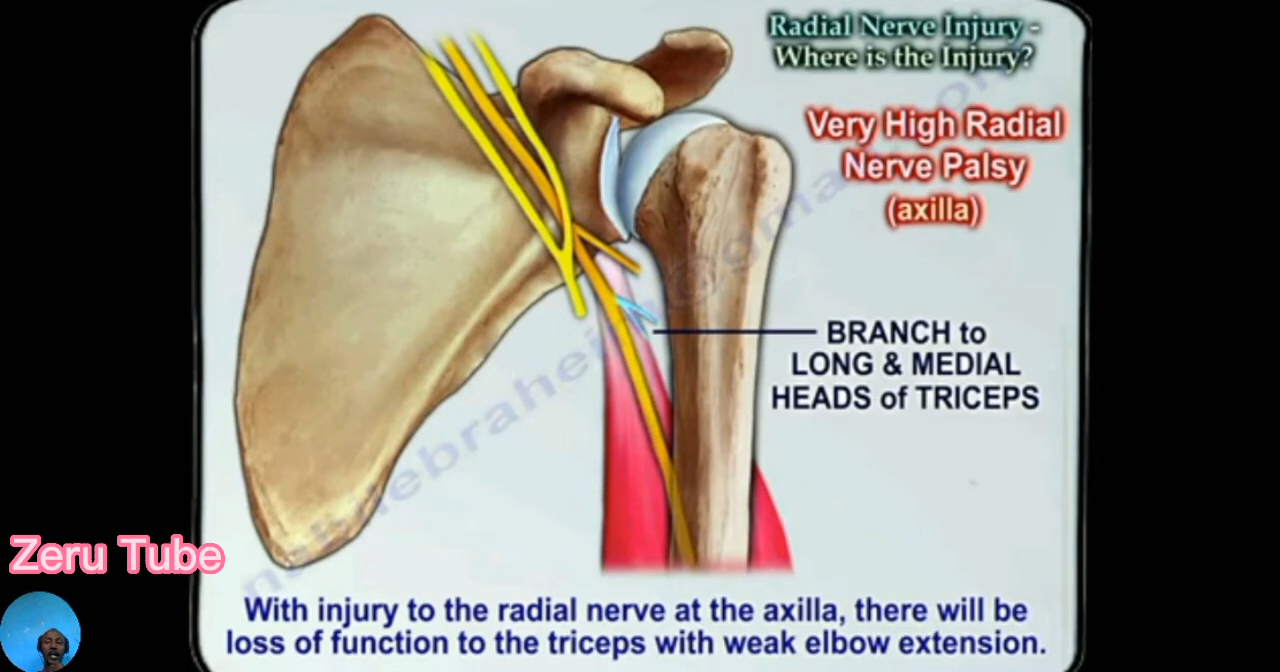 Radial Nerve Injury -
Where is the Injury?
Very High Radial
Nerve Palsy
(axilla)
BRANCH to
LONG & MEDIAL
HEADS of TRICEPS
Zeru Tube
With injury to the radial nerve at the axilla, there will be
loss of function to the triceps with weak elbow extension.